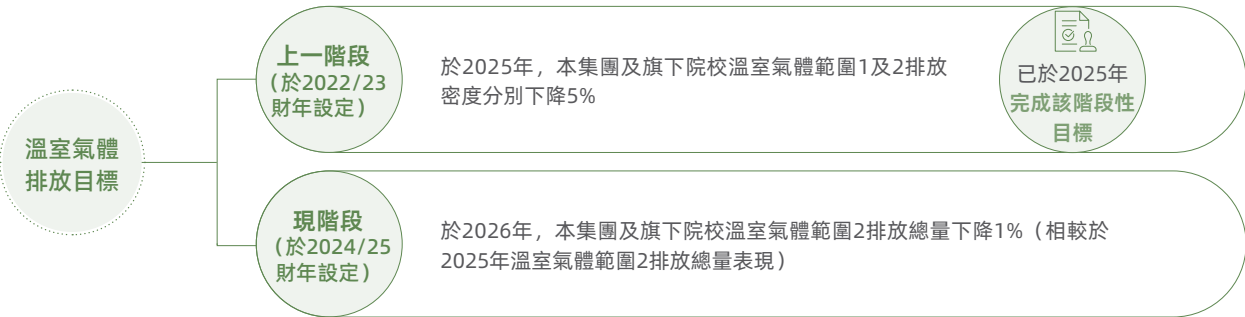 溫室氣體
排放目標
上一階段
（於2022/23
財年設定）
於2025年，本集團及旗下院校溫室氣體範圍1及2排放
密度分別下降5%
已於2025年
完成該階段性
目標
現階段
（於2024/25
財年設定）
於2026年，本集團及旗下院校溫室氣體範圍2排放總量下降1%（相較於
2025年溫室氣體範圍2排放總量表現）